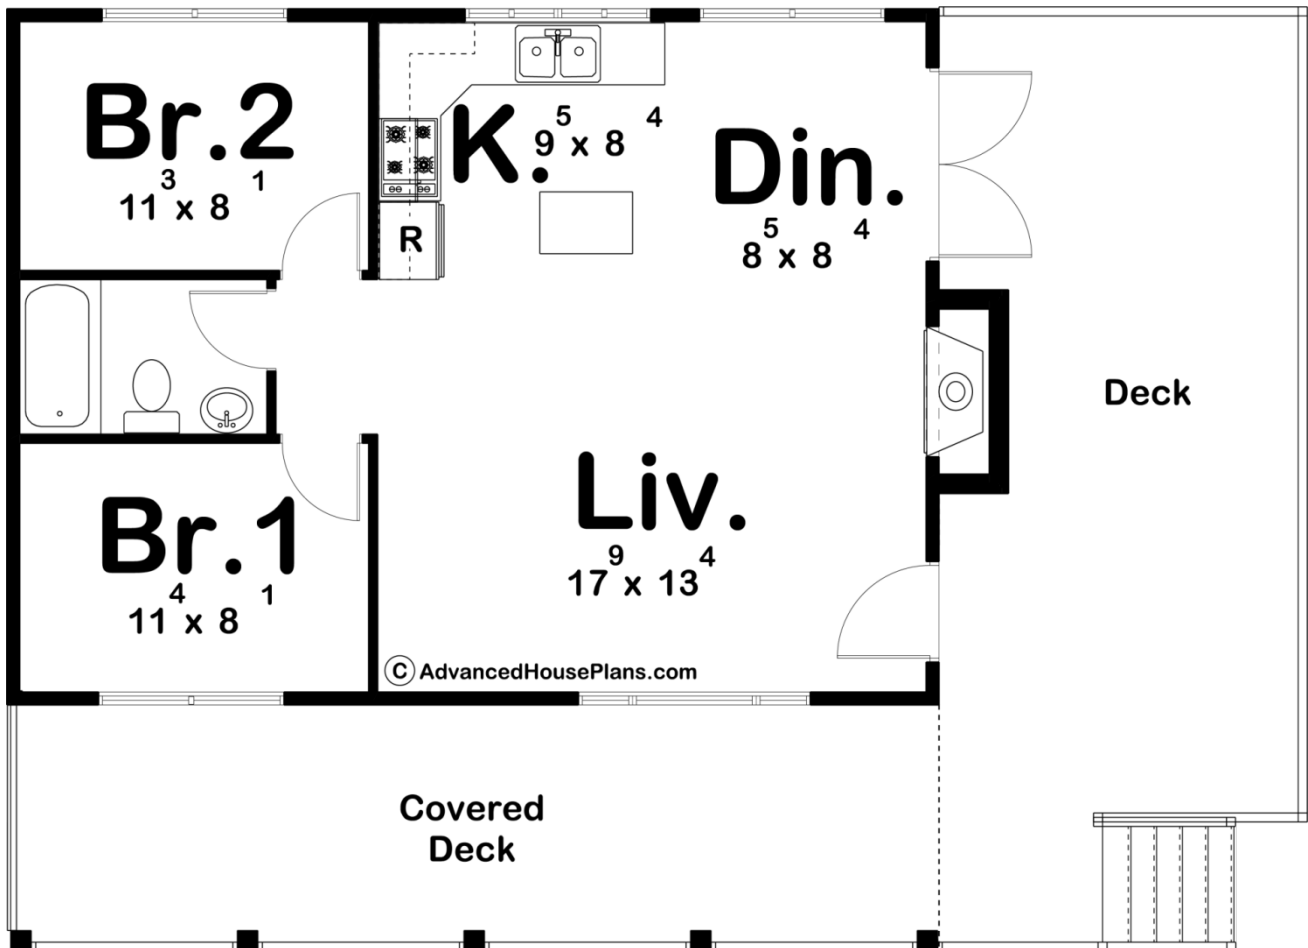 Br.2
11³ x 8¹
K. 9⁵ x 8⁴
Din.
8⁵ x 8⁴
R
Deck
Liv.
17⁹ x 13⁴
Br.1
11⁴ x 8¹
© AdvancedHousePlans.com
Covered
Deck